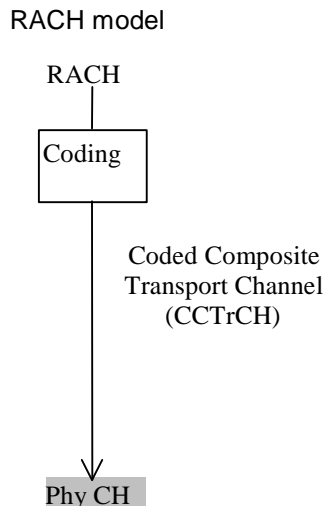 RACH model
RACH
Coding
Coded Composite
Transport Channel
(CCTrCH)
Phy CH